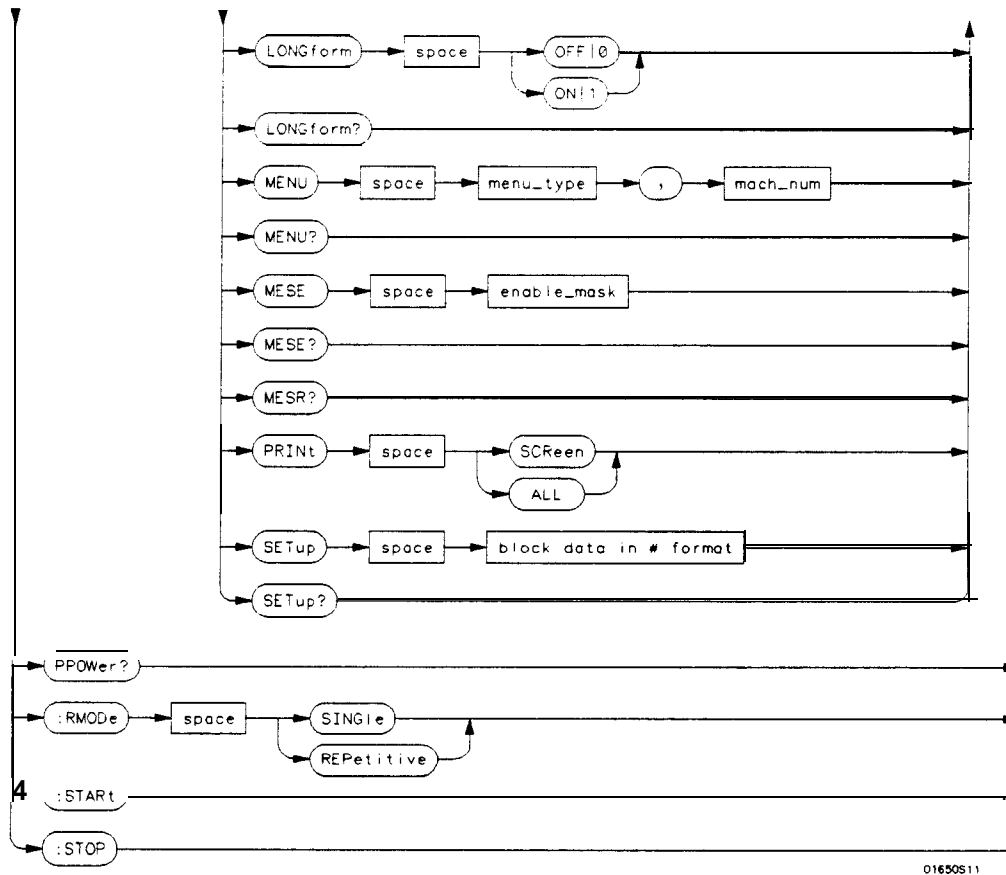 LONGform space OFF|0
ON|1
LONGform?
MENU space menu_type , mach_num
MENU?
MESE space enable_mask
MESE?
MESR?
PRINt space SCReen
ALL
SETup space block data in # format
SETup?
PPOWer?
:RMODe space SINGle
REPetitive
4 :STARt
:STOP
01650S11